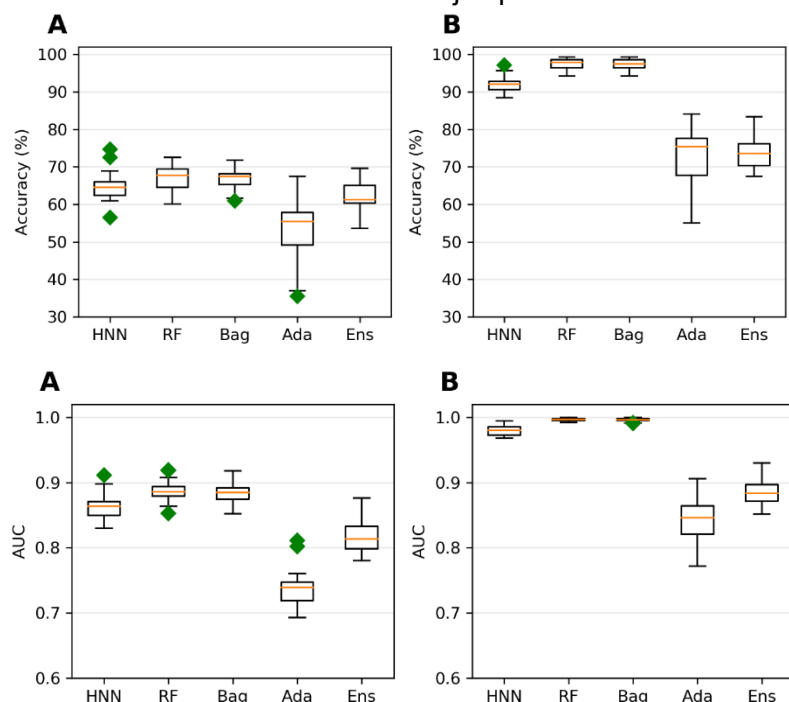 A B
100 100
90 90
80 80
70 70
60 60
50 50
40 40
30 30
Accuracy (%) Accuracy (%)
HNN RF Bag Ada Ens HNN RF Bag Ada Ens
A B
1.0 1.0
0.9 0.9
0.8 0.8
0.7 0.7
0.6 0.6
AUC AUC
HNN RF Bag Ada Ens HNN RF Bag Ada Ens